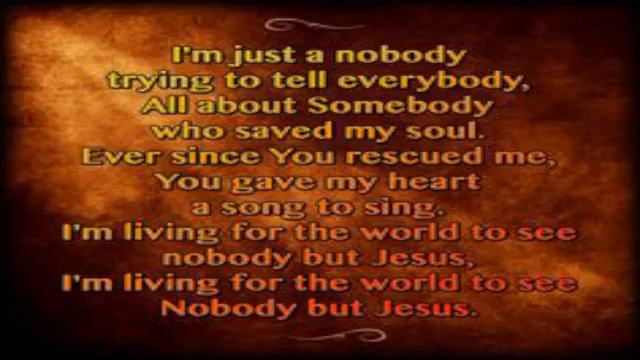 I'm just a nobody
trying to tell everybody,
All about Somebody
who saved my soul.
Ever since You rescued me,
You gave my heart
a song to sing.
I'm living for the world to see
nobody but Jesus,
I'm living for the world to see
Nobody but Jesus.